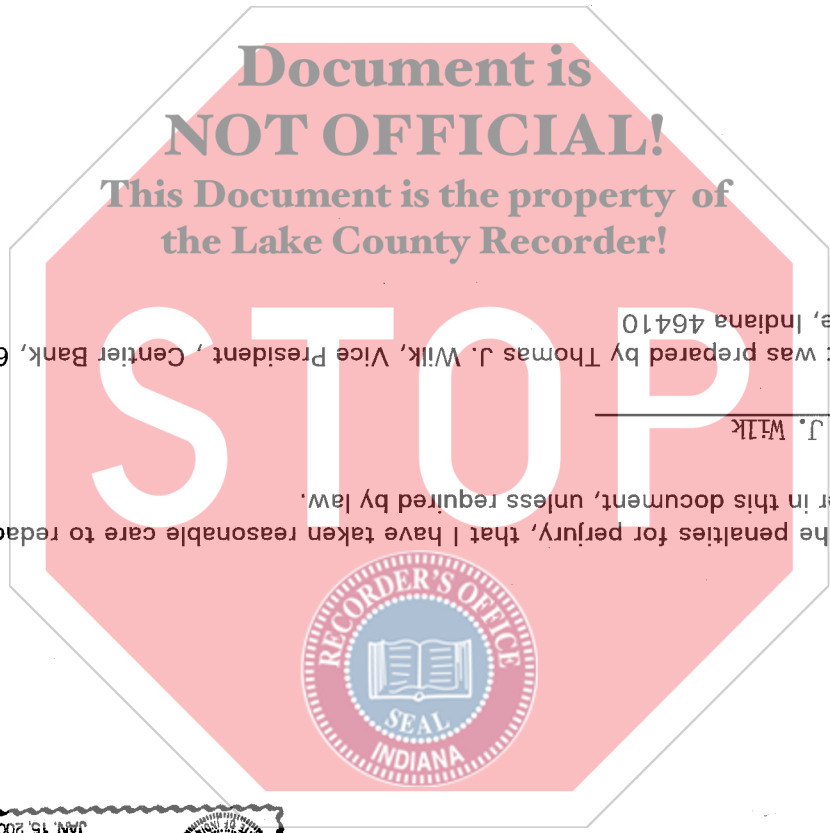 Document is
NOT OFFICIAL!
This Document is the property of
the Lake County Recorder!
STOP
RECORDER'S OFFICE
SEAL
INDIANA
JAN. 15,
he penalties for perjury, that I have taken reasonable care to redac
r in this document, unless required by law.
J. Wilk
t was prepared by Thomas J. Wilk, Vice President , Centier Bank, 6
e, Indiana 46410